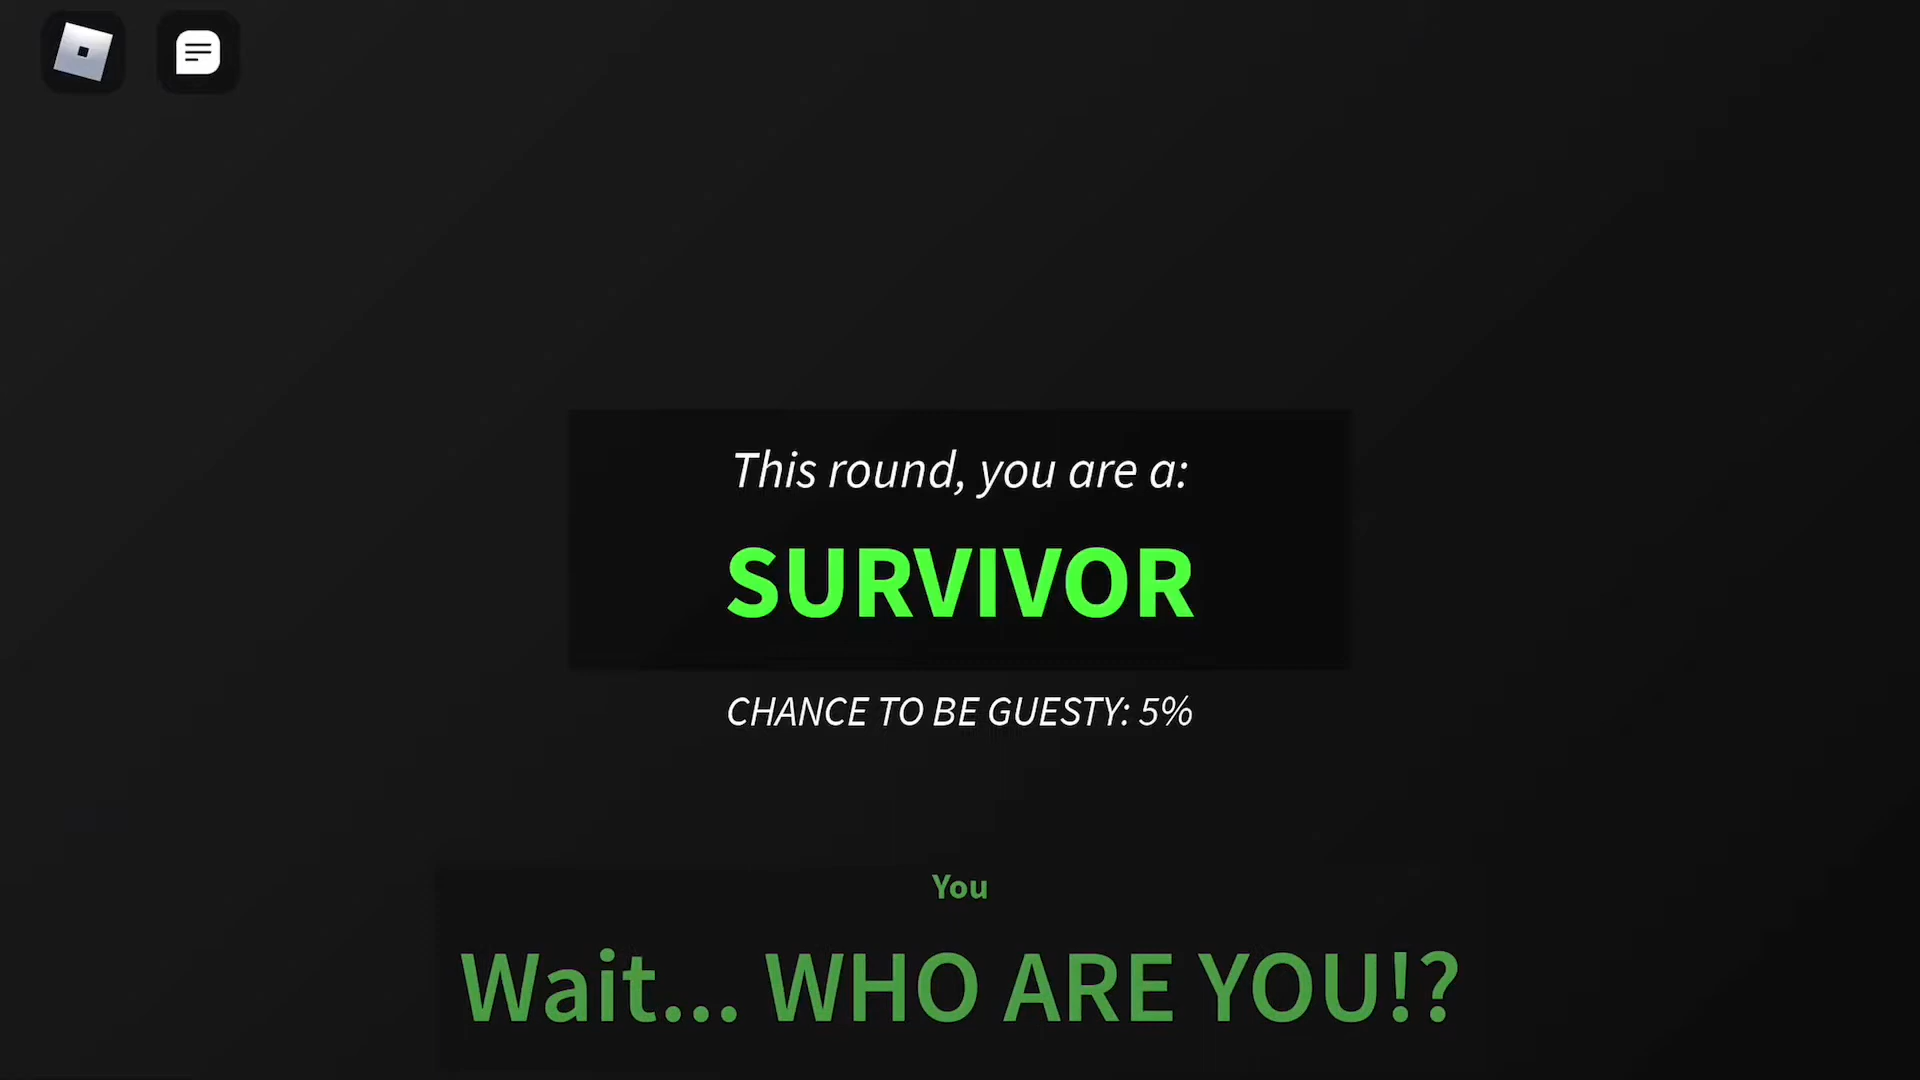 This round, you are a:
SURVIVOR
CHANCE TO BE GUESTY: 5%
You
Wait... WHO ARE YOU!?